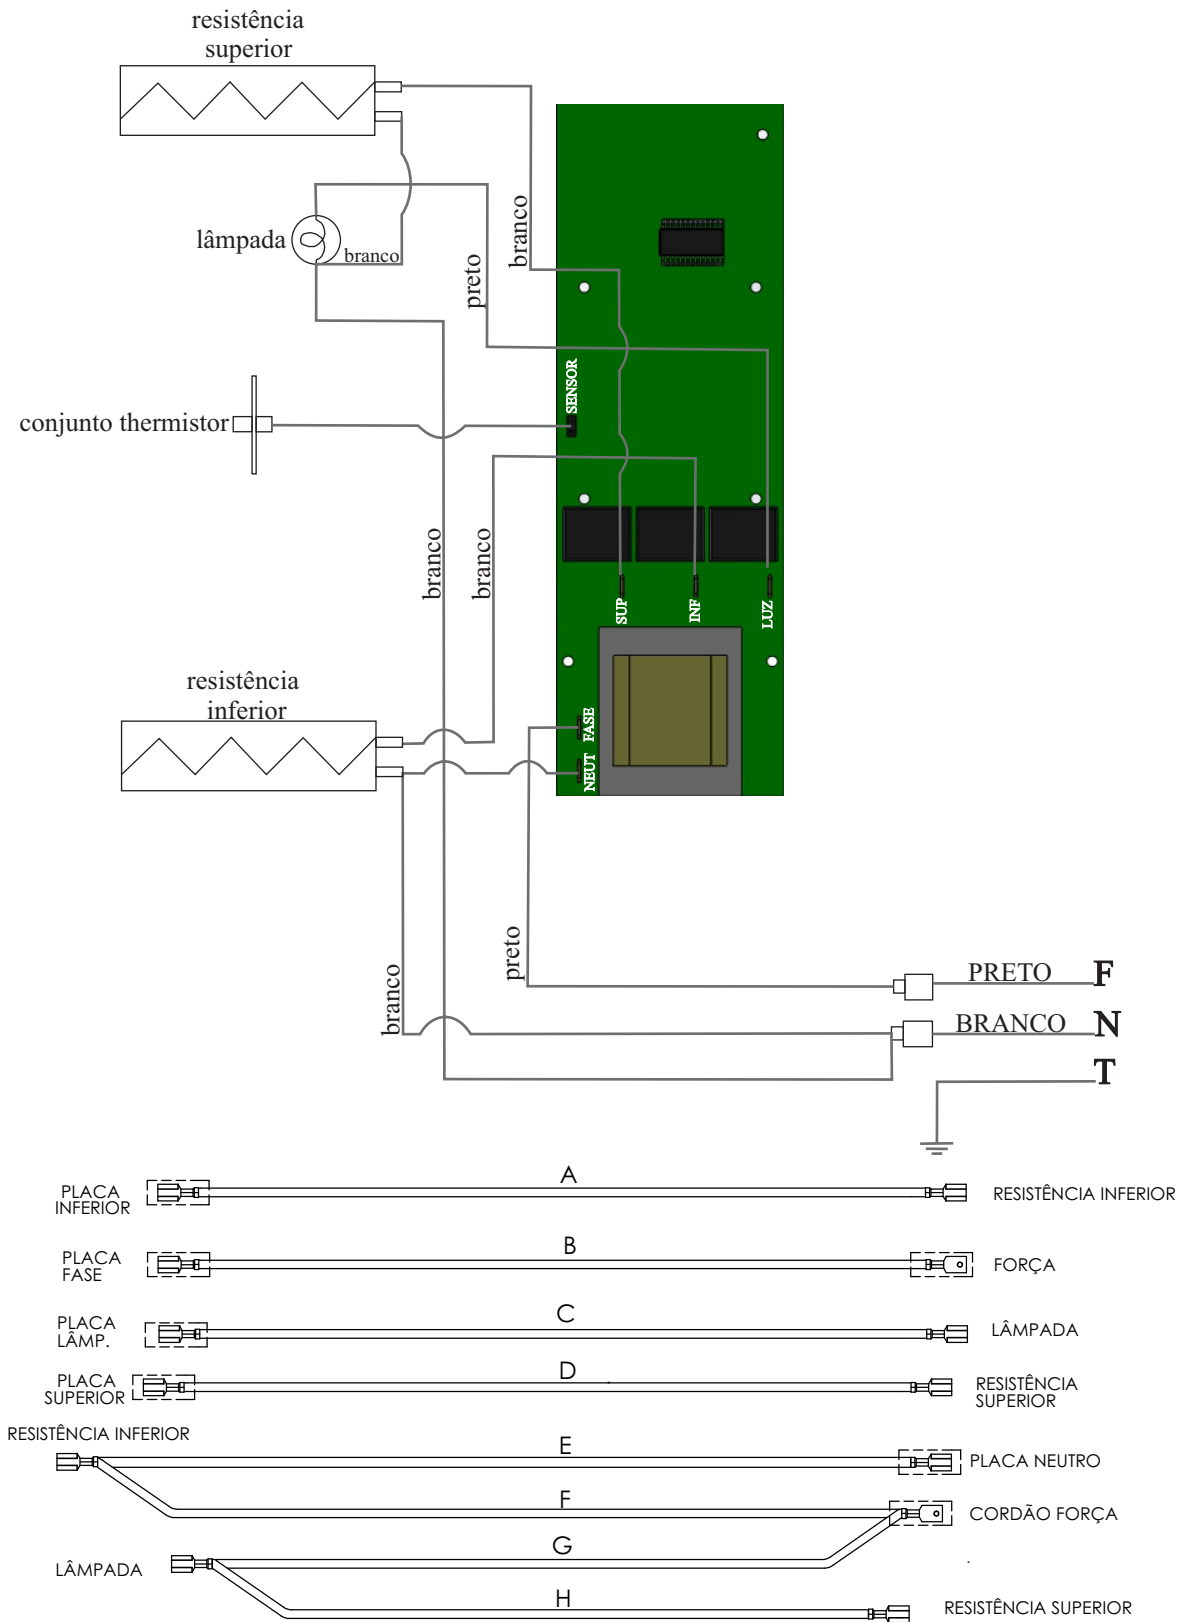 resistência
superior
lâmpada
branco
preto
branco
SENSOR
conjunto thermistor
branco
branco
SUP
INF
LUZ
resistência
inferior
FASE
NEUT
preto
branco
PRETO
F
BRANCO
N
T
A
PLACA
INFERIOR
RESISTÊNCIA INFERIOR
B
PLACA
FASE
FORÇA
C
PLACA
LÂMP.
LÂMPADA
D
PLACA
SUPERIOR
RESISTÊNCIA
SUPERIOR
RESISTÊNCIA INFERIOR
E
PLACA NEUTRO
F
CORDÃO FORÇA
G
LÂMPADA
H
RESISTÊNCIA SUPERIOR